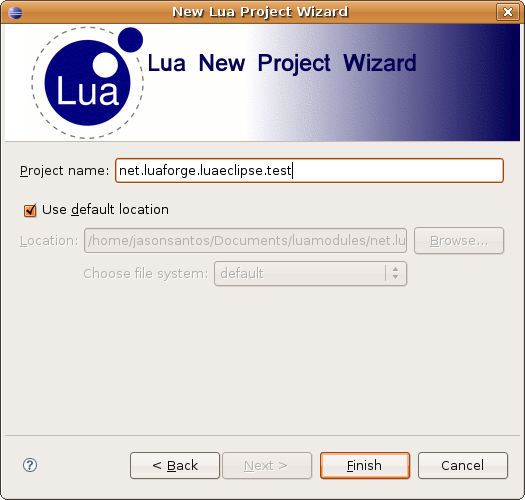 New Lua Project Wizard
Lua
Lua New Project Wizard
Project name: net.luaforge.luaeclipse.test
Use default location
Location: /home/jasonsantos/Documents/luamodules/net.lu Browse...
Choose file system: default
? < Back Next > Finish Cancel